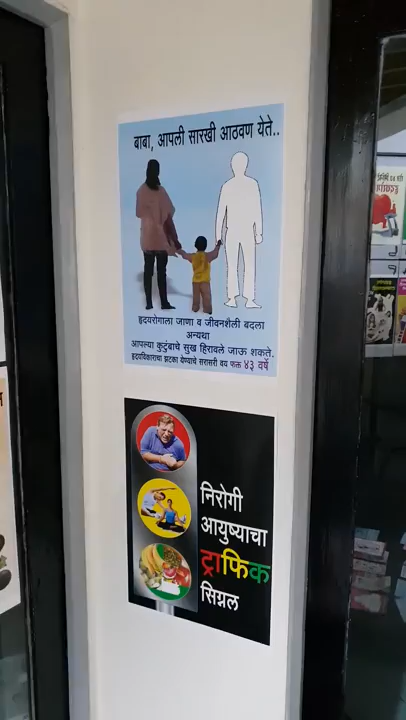 बाबा, आपली सारखी आठवण येते..
हृदयरोगाला जाणा व जीवनशैली बदला
अन्यथा
आपल्या कुटुंबाचे सुख हिरावले जाऊ शकते.
हृदयविकाराचा झटका येण्याचे सरासरी वय फक्त ४३ वर्षे
निरोगी
आयुष्याचा
ट्राफिक
सिग्नल